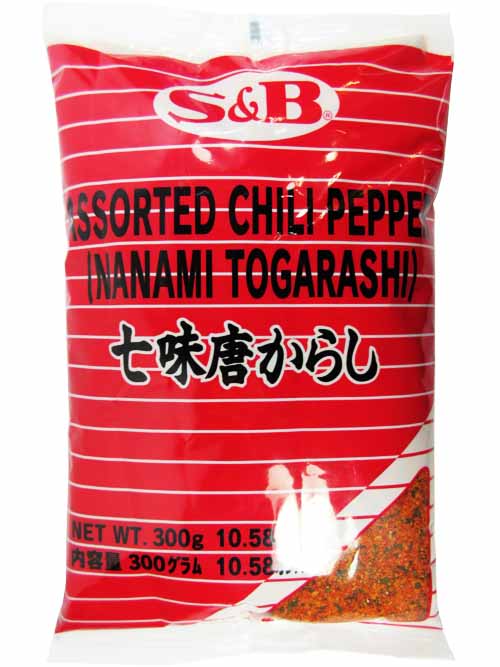 S&B®
ASSORTED CHILI PEPPE
(NANAMI TOGARASHI)
七味唐からし
NET WT. 300g 10.58
内容量 300グラム 10.58